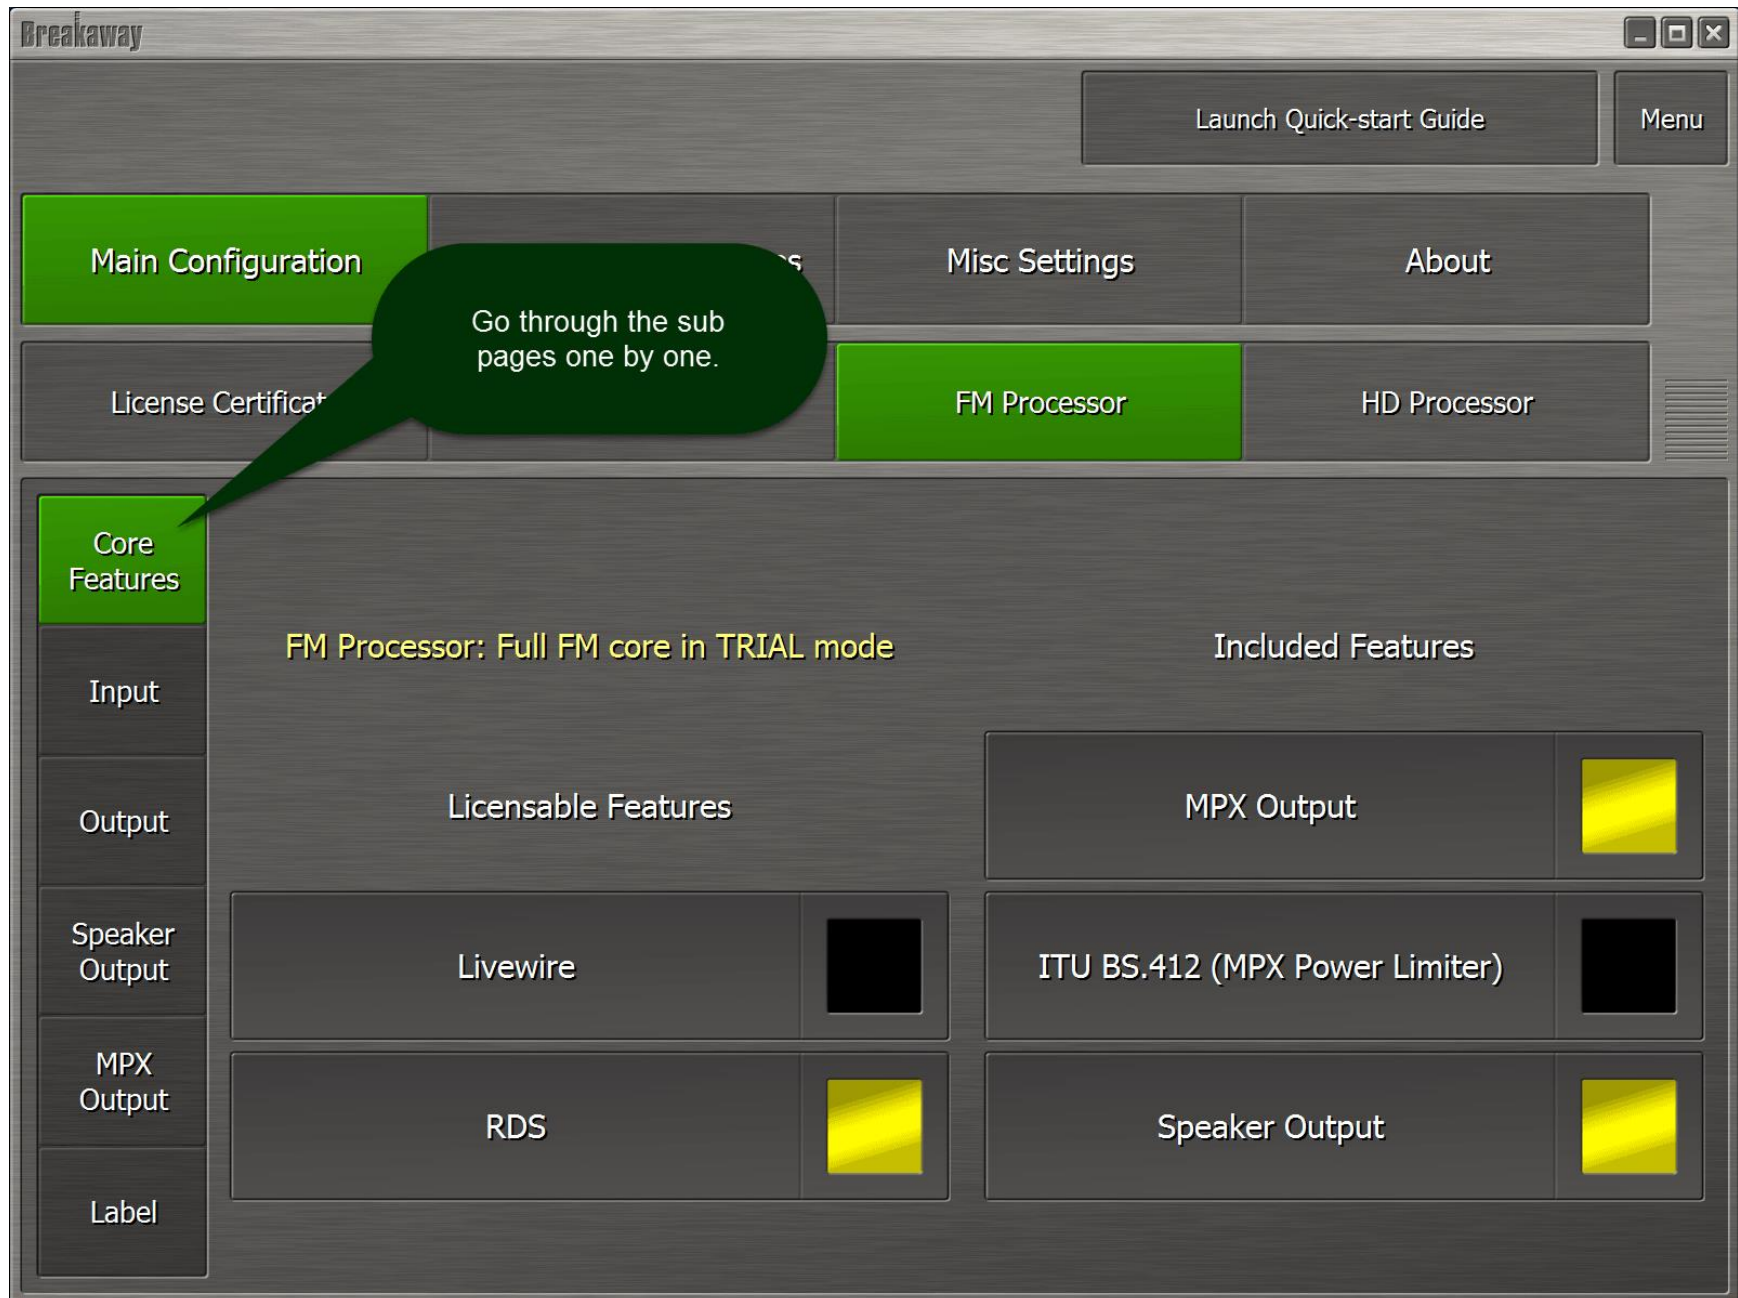 Breakaway
Launch Quick-start Guide
Menu
Main Configuration
Misc Settings
About
Go through the sub
pages one by one.
License
FM Processor
HD Processor
Core
Features
FM Processor: Full FM core in TRIAL mode
Included Features
Input
Licensable Features
MPX Output
Output
Speaker
Output
Livewire
ITU BS.412 (MPX Power Limiter)
MPX
Output
RDS
Speaker Output
Label